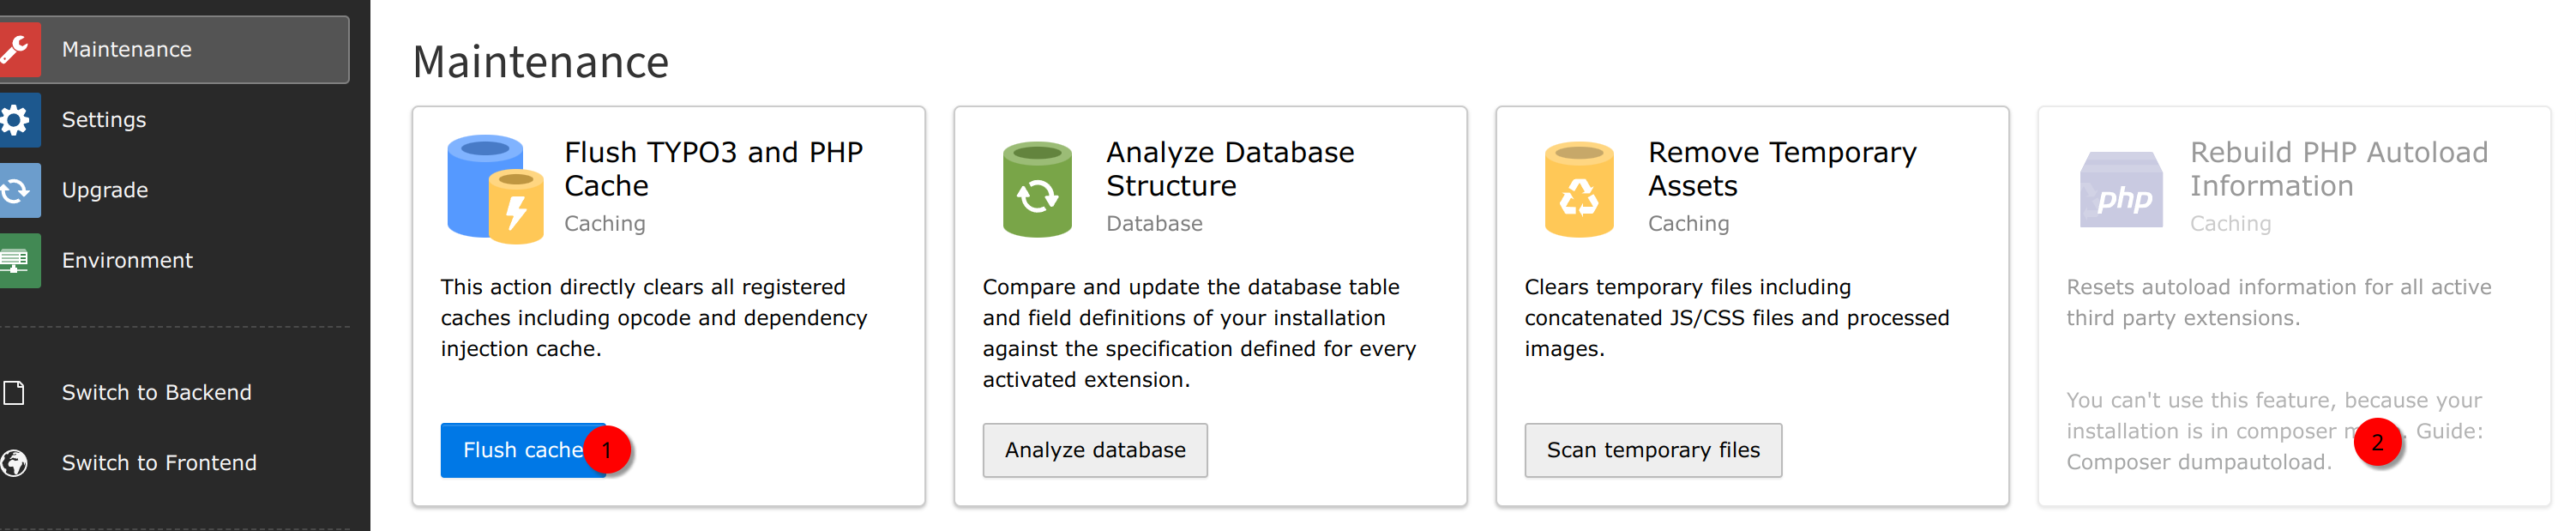 Maintenance
Settings
Upgrade
Environment
Switch to Backend
Switch to Frontend
Maintenance
Flush TYPO3 and PHP
Cache
Caching
This action directly clears all registered
caches including opcode and dependency
injection cache.
Flush cache
1
Analyze Database
Structure
Database
Compare and update the database table
and field definitions of your installation
against the specification defined for every
activated extension.
Analyze database
Remove Temporary
Assets
Caching
Clears temporary files including
concatenated JS/CSS files and processed
images.
Scan temporary files
php
Rebuild PHP Autoload
Information
Caching
Resets autoload information for all active
third party extensions.
You can't use this feature, because your
installation is in composer Guide:
Composer dumpautoload.
2